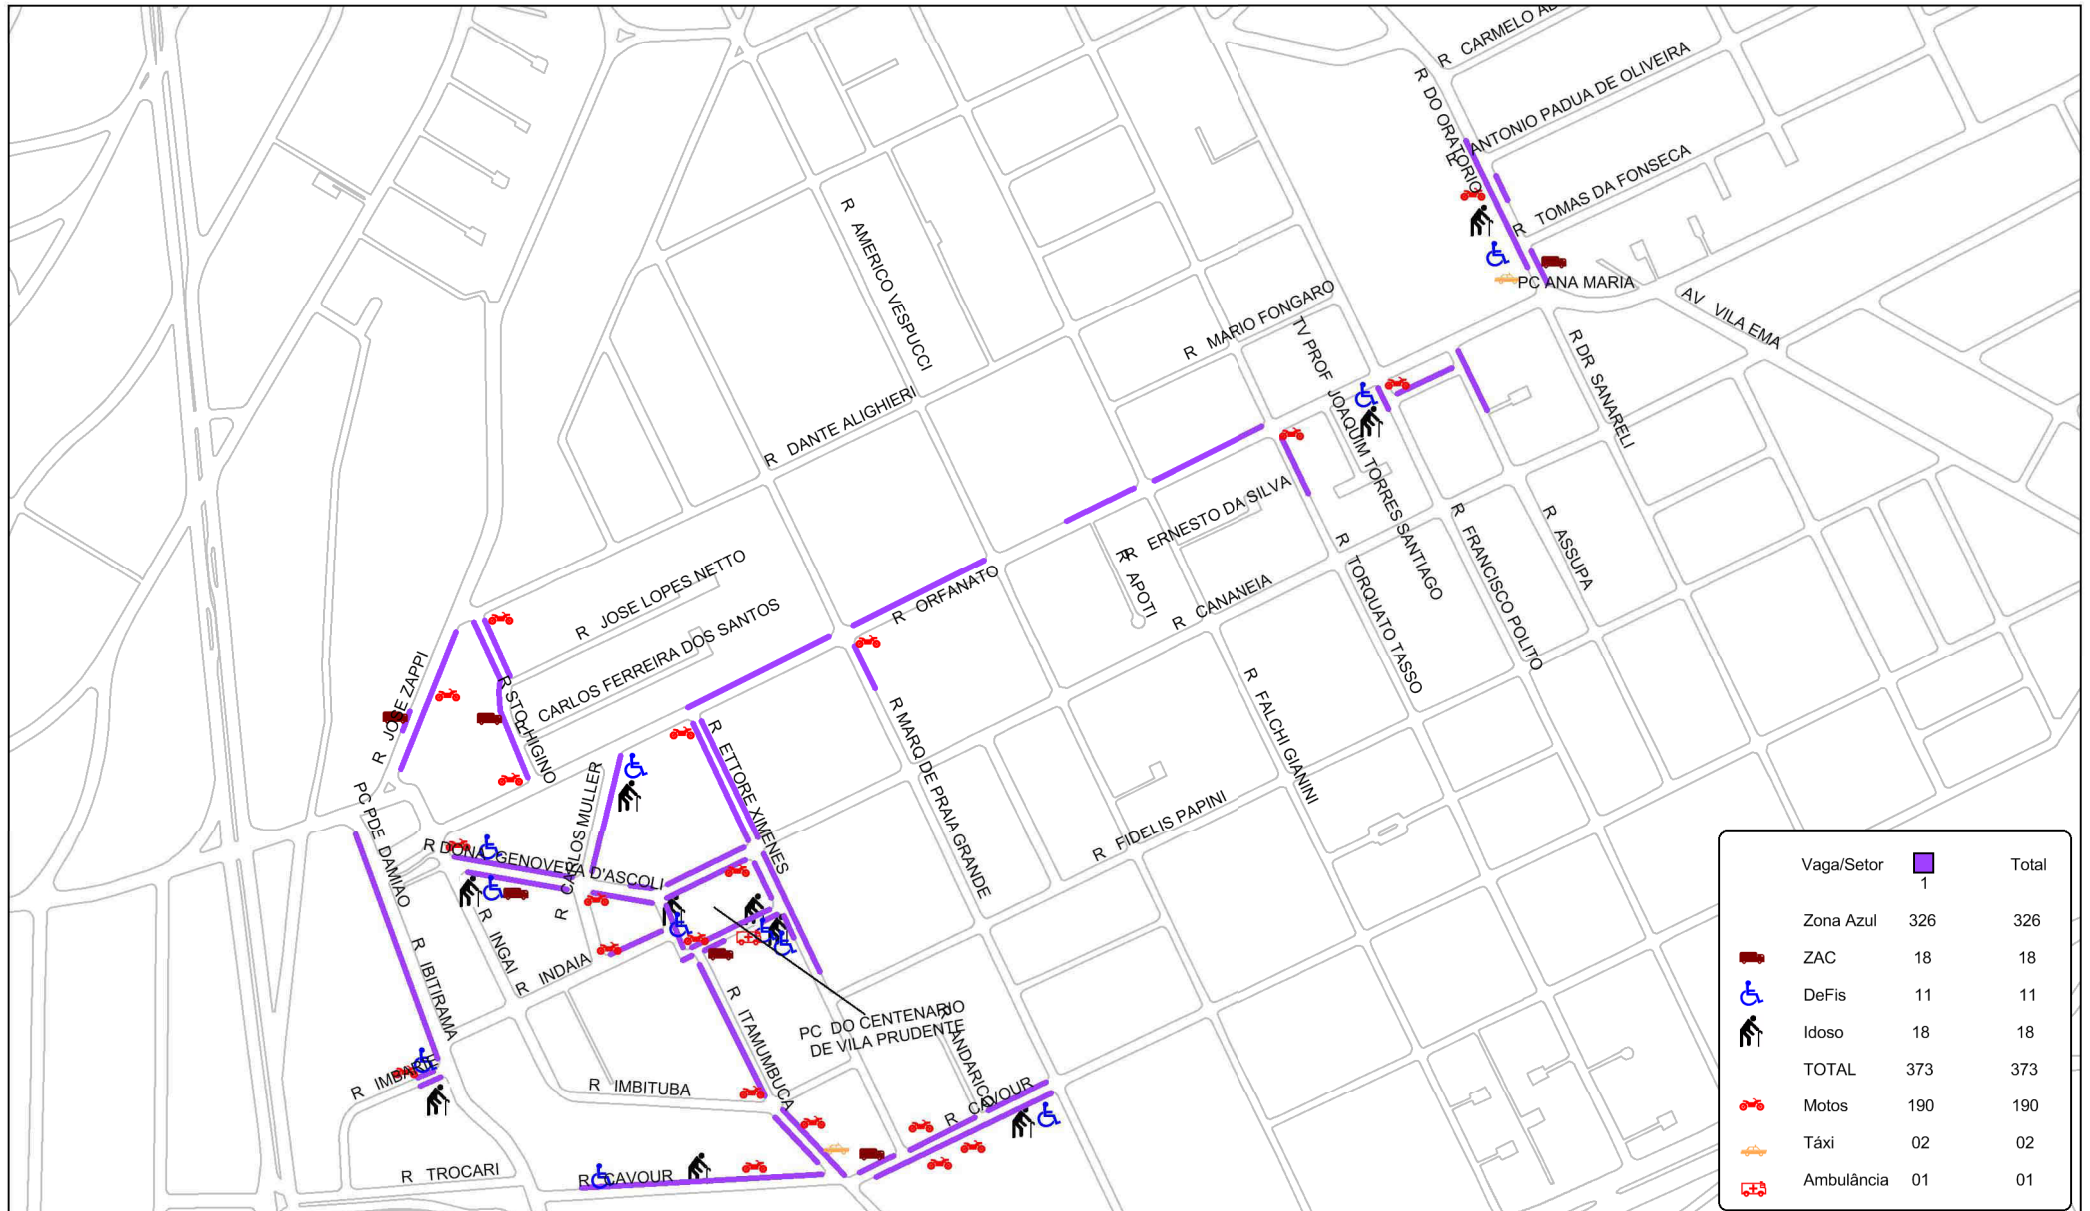 R CARMELO
R ANTONIO PADUA DE OLIVEIRA
R DO ORATORIO
R TOMAS DA FONSECA
PC ANA MARIA
AV VILA EMA
R DR SANARELI
R AMERICO VESPUCCI
R MARIO FONGARO
TV PROF JOAQUIM TORRES SANTIAGO
R DANTE ALIGHIERI
R ERNESTO DA SILVA
R APOTI
R CANANEIA
R TORQUATO TASSO
R FRANCISCO POLITO
R ASSUPA
R ORFANATO
R JOSE LOPES NETTO
R CARLOS FERREIRA DOS SANTOS
R JOSE ZAPPI
R STO HIGINO
R ETTORE XIMENES
R MARQ DE PRAIA GRANDE
R FALCHI GIANINI
R FIDELIS PAPINI
PC PDE DAMIAO
R CARLOS MULLER
R DONA GENOVEVA D'ASCOLI
R IBITIRAMA
R INGAI
R INDAIA
R ITAMUMBUCA
PC DO CENTENARIO
DE VILA PRUDENTE
R ANDARICO
R IMBITUBA
R CAVOUR
R TROCARI
R CAVOUR
Vaga/Setor Total
1
Zona Azul 326 326
ZAC 18 18
DeFis 11 11
Idoso 18 18
TOTAL 373 373
Motos 190 190
Táxi 02 02
Ambulância 01 01